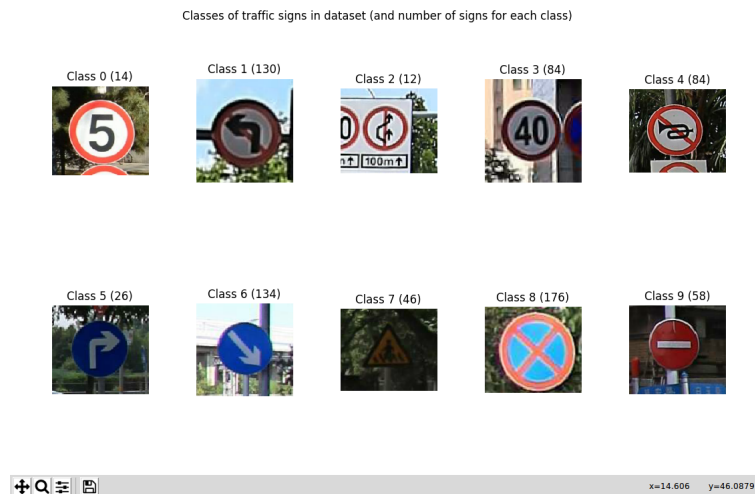 Classes of traffic signs in dataset (and number of signs for each class)
Class 0 (14)
Class 1 (130)
Class 2 (12)
Class 3 (84)
Class 4 (84)
5
0
100m↑
m↑
40
Class 5 (26)
Class 6 (134)
Class 7 (46)
Class 8 (176)
Class 9 (58)
x=14.606 y=46.0879